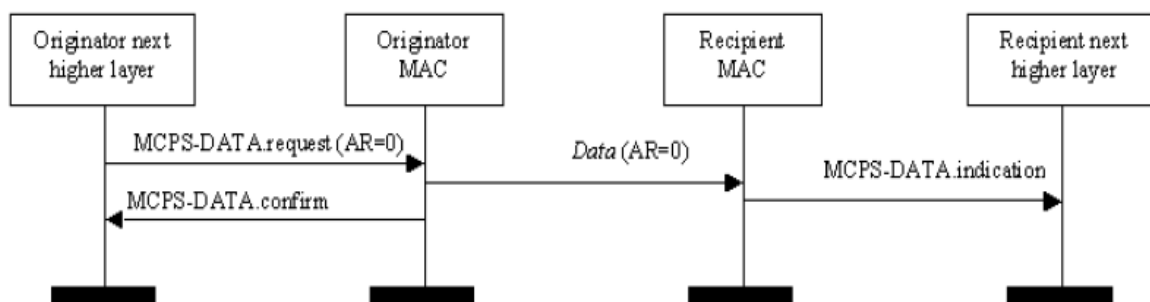 Originator next
higher layer
Originator
MAC
Recipient
MAC
Recipient next
higher layer
MCPS-DATA.request (AR=0)
Data (AR=0)
MCPS-DATA.indication
MCPS-DATA.confirm